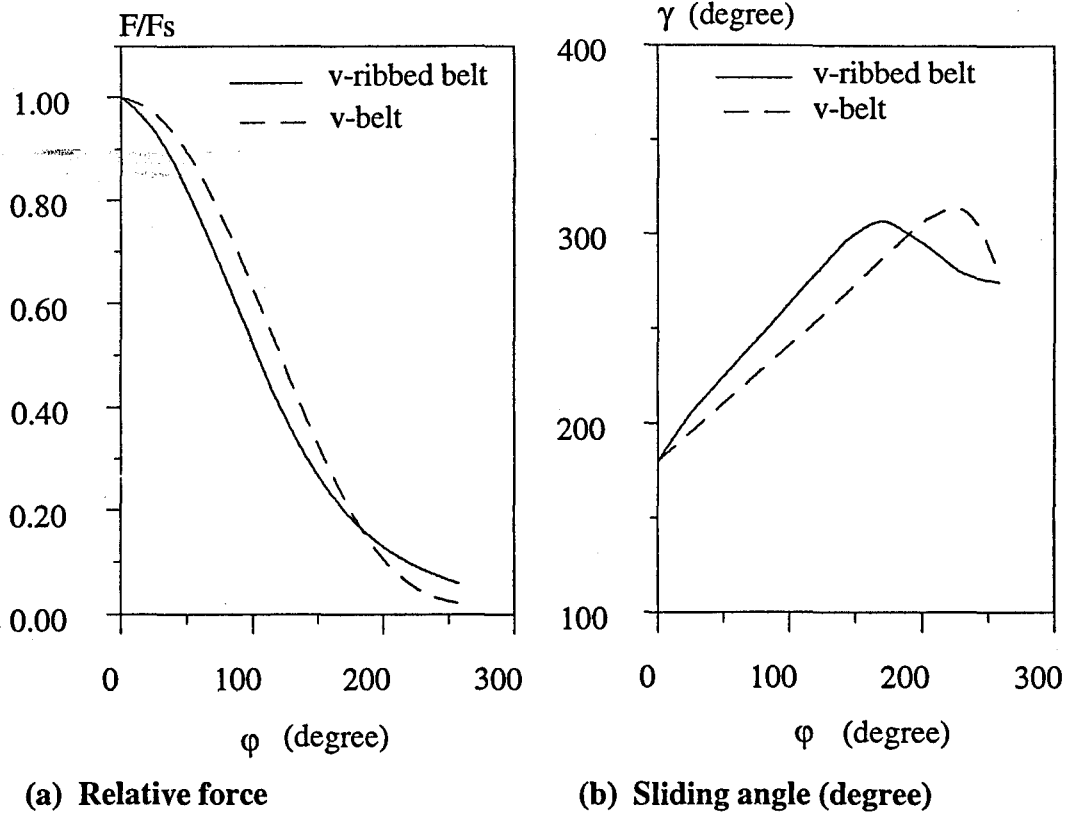 F/Fs
1.00
0.80
0.60
0.40
0.20
0.00
0 100 200 300
φ (degree)
v-ribbed belt
v-belt
(a) Relative force
γ (degree)
400
300
200
100
0 100 200 300
φ (degree)
v-ribbed belt
v-belt
(b) Sliding angle (degree)